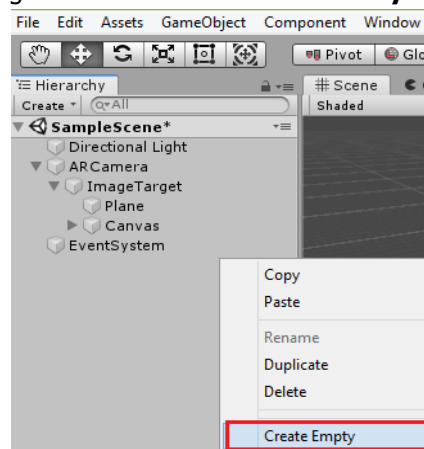 File Edit Assets GameObject Component Window
Pivot Glo
Hierarchy # Scene
Create All Shaded
SampleScene*
Directional Light
ARCamera
ImageTarget
Plane
Canvas
EventSystem
Copy
Paste
Rename
Duplicate
Delete
Create Empty